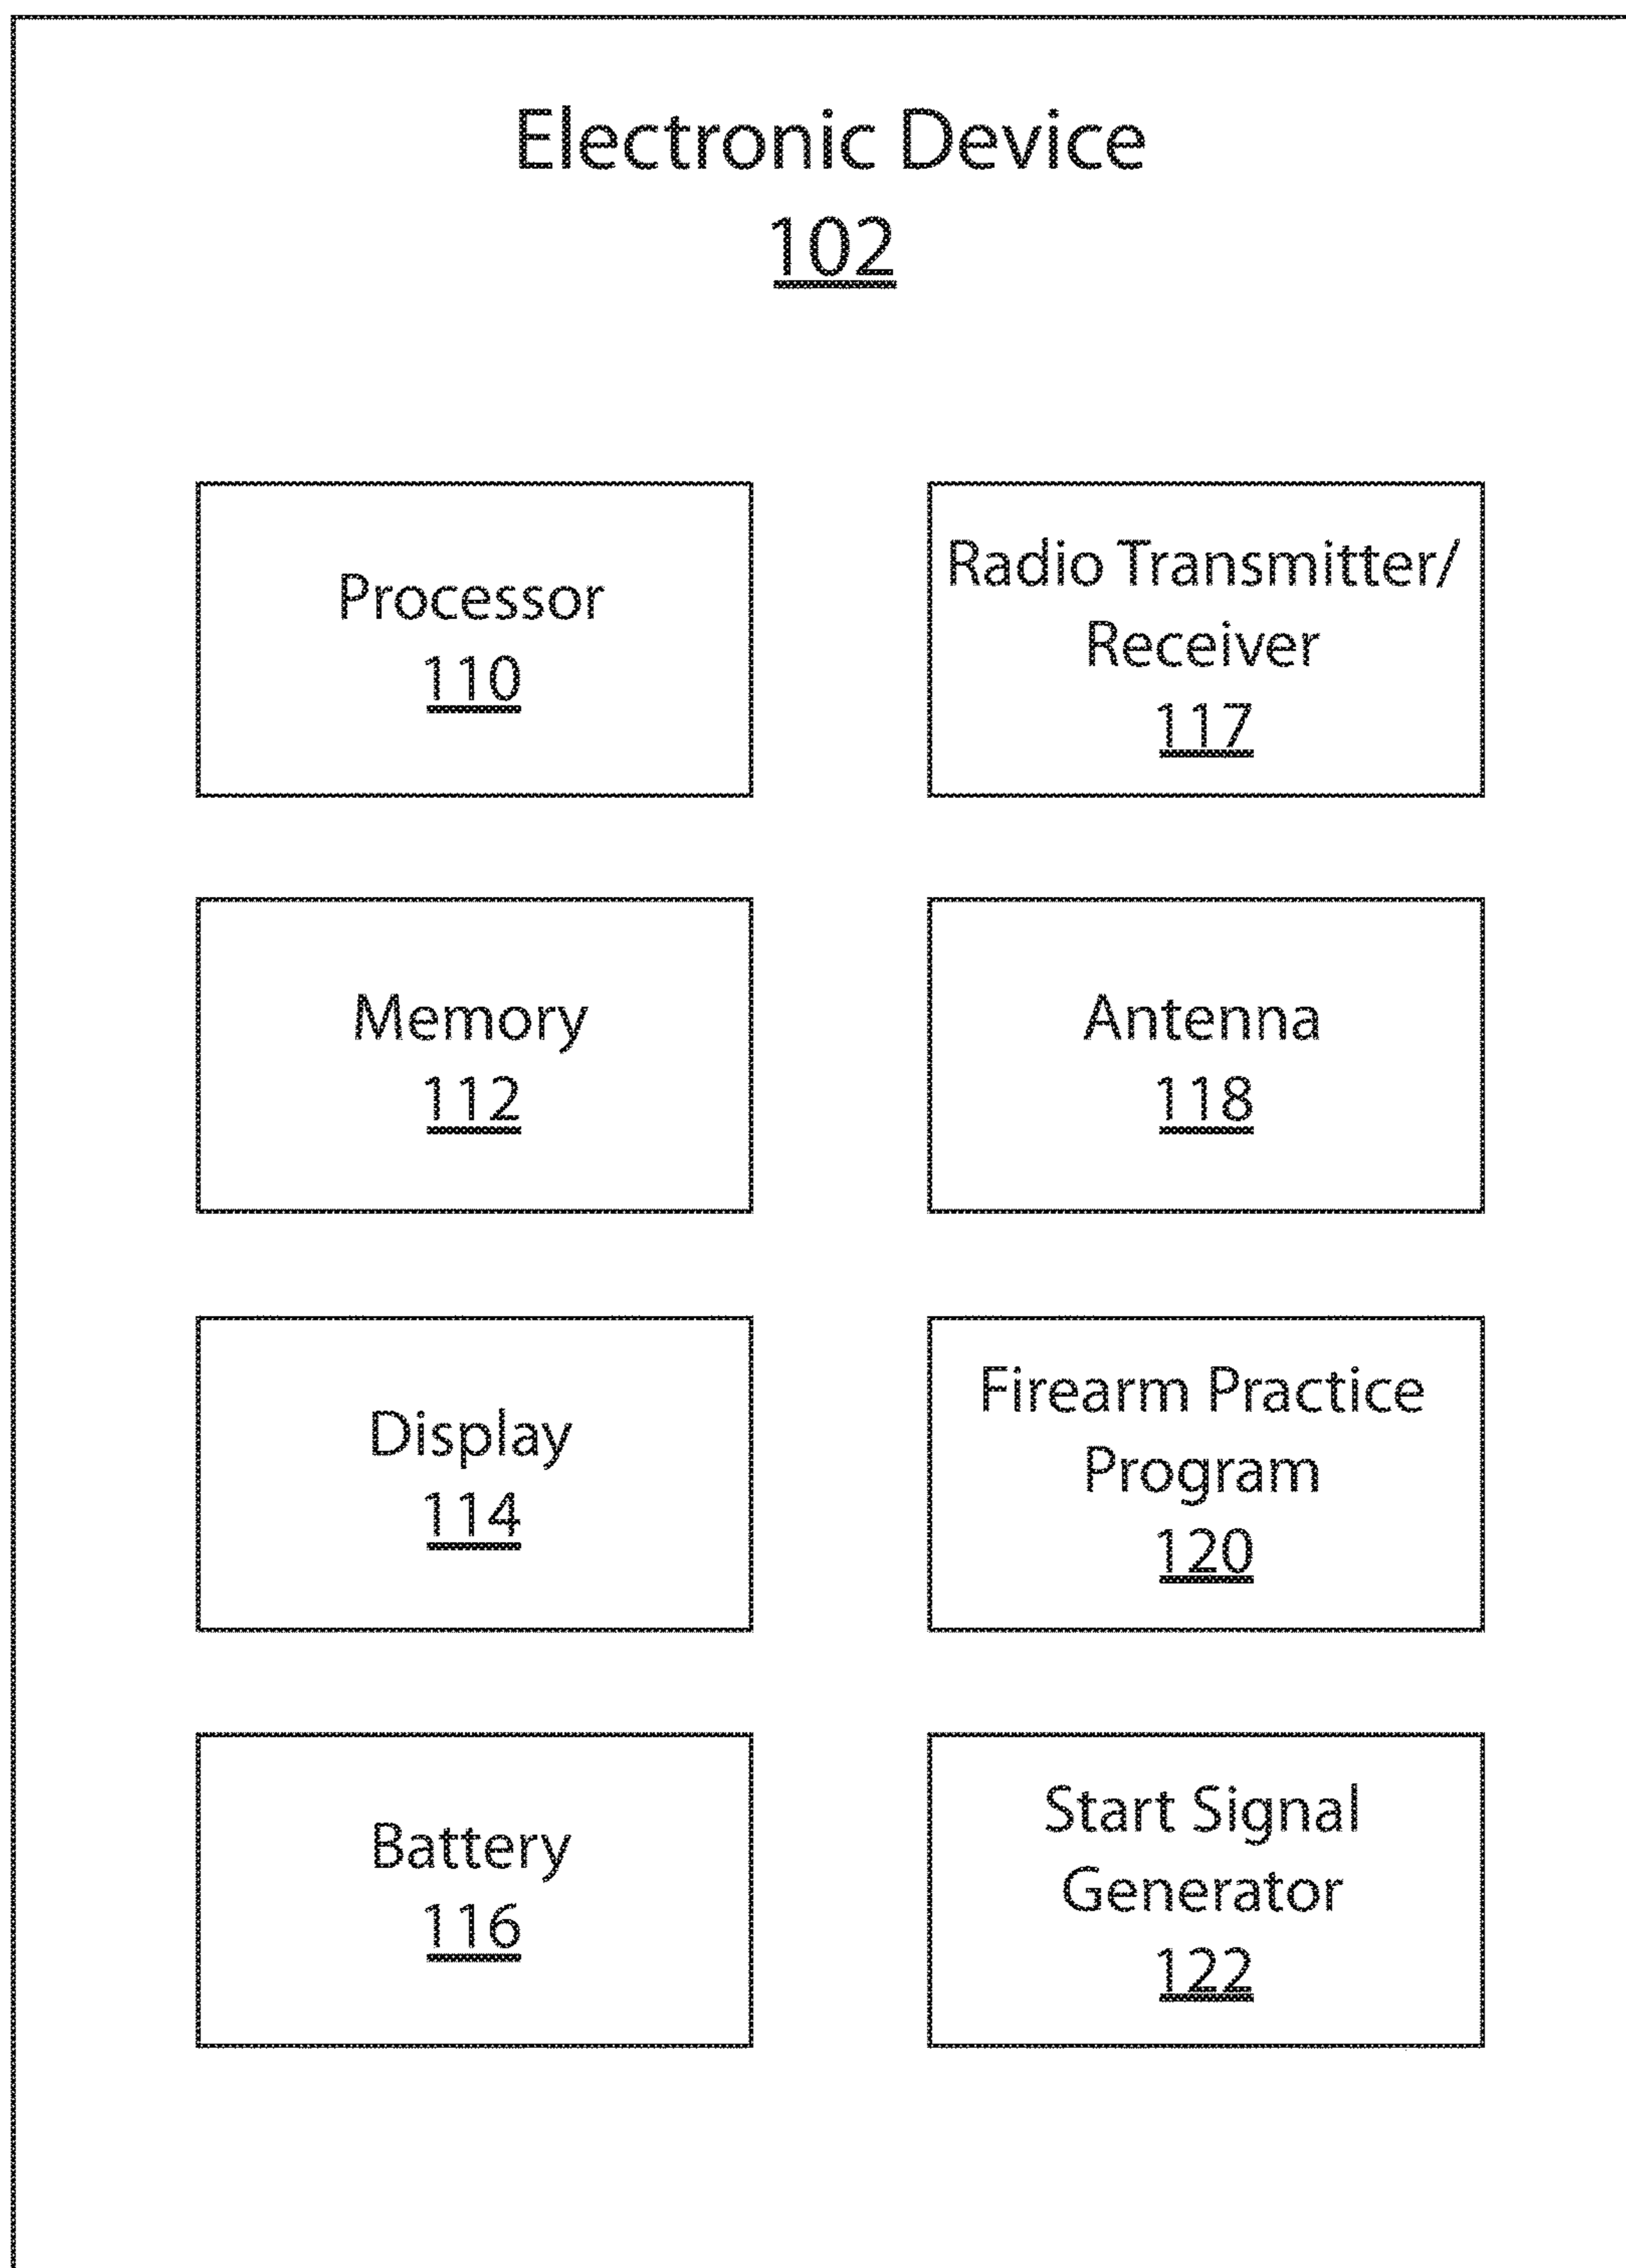 Electronic Device
102
Processor
110
Radio Transmitter/
Receiver
117
Memory
112
Antenna
118
Display
114
Firearm Practice
Program
120
Battery
116
Start Signal
Generator
122